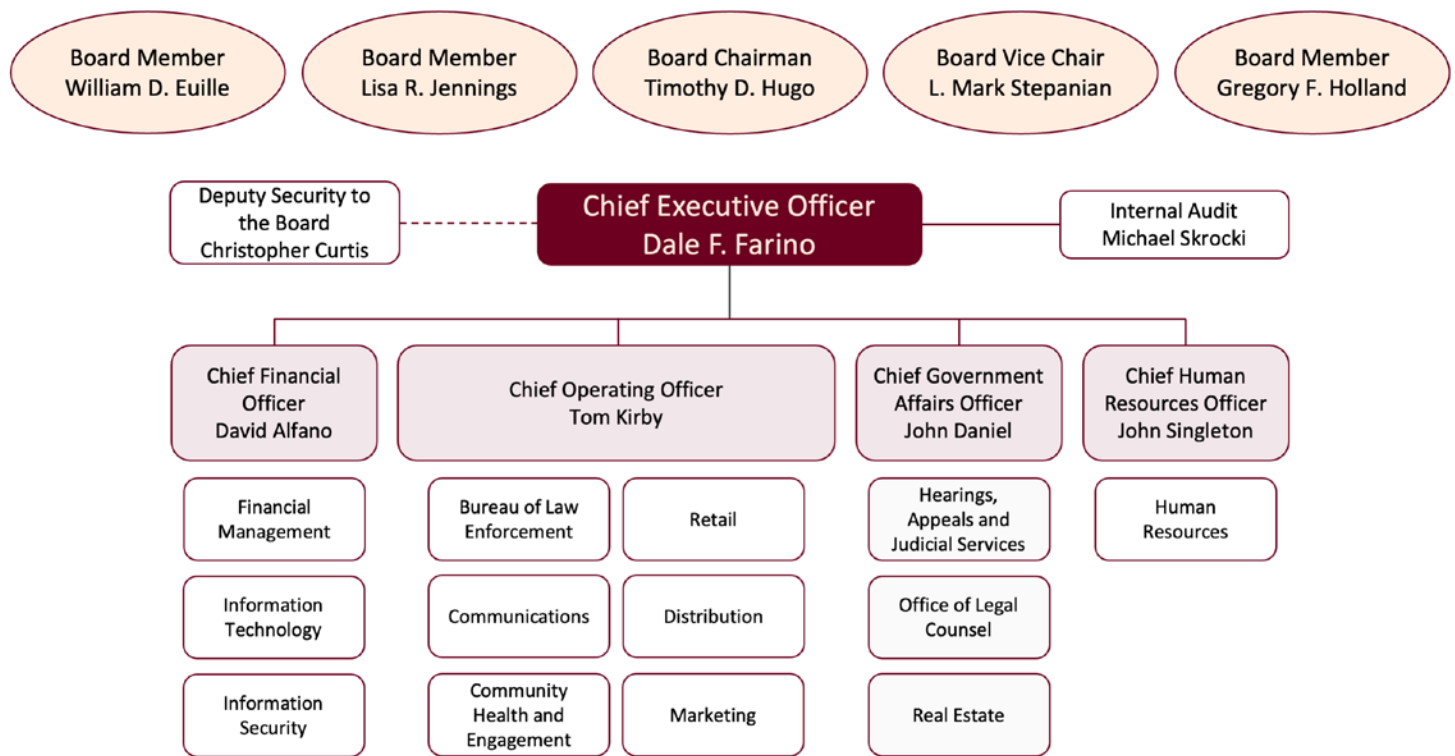 Board Member
William D. Euille
Board Member
Lisa R. Jennings
Board Chairman
Timothy D. Hugo
Board Vice Chair
L. Mark Stepanian
Board Member
Gregory F. Holland
Deputy Security to
the Board
Christopher Curtis
Chief Executive Officer
Dale F. Farino
Internal Audit
Michael Skrocki
Chief Financial
Officer
David Alfano
Chief Operating Officer
Tom Kirby
Chief Government
Affairs Officer
John Daniel
Chief Human
Resources Officer
John Singleton
Financial
Management
Bureau of Law
Enforcement
Retail
Hearings,
Appeals and
Judicial Services
Human
Resources
Information
Technology
Communications
Distribution
Office of Legal
Counsel
Information
Security
Community
Health and
Engagement
Marketing
Real Estate